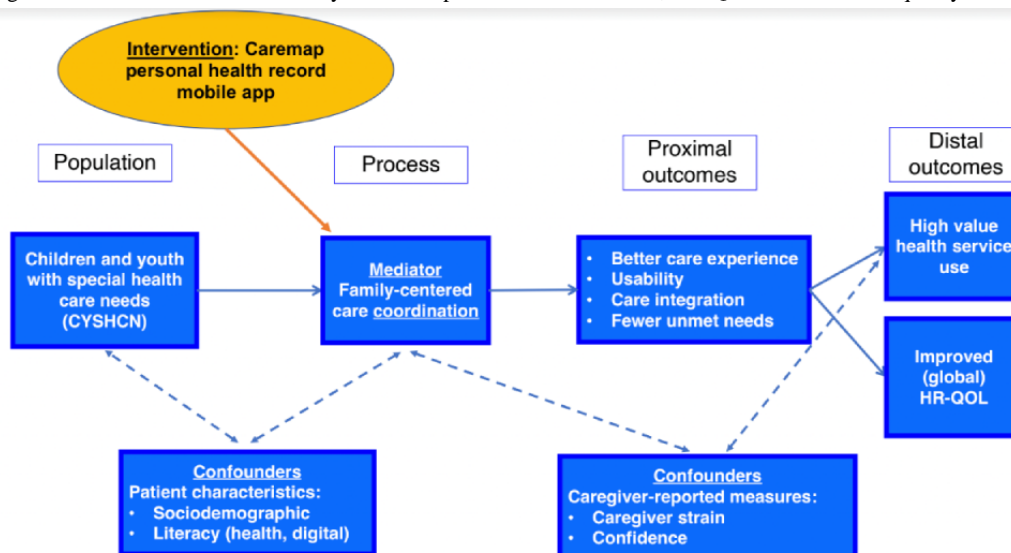 Intervention: Caremap
personal health record
mobile app
Population
Process
Proximal
outcomes
Distal
outcomes
Children and youth
with special health
care needs
(CYSHCN)
Mediator
Family-centered
care coordination
• Better care experience
• Usability
• Care integration
• Fewer unmet needs
High value
health service
use
Improved
(global)
HR-QOL
Confounders
Patient characteristics:
• Sociodemographic
• Literacy (health, digital)
Confounders
Caregiver-reported measures:
• Caregiver strain
• Confidence